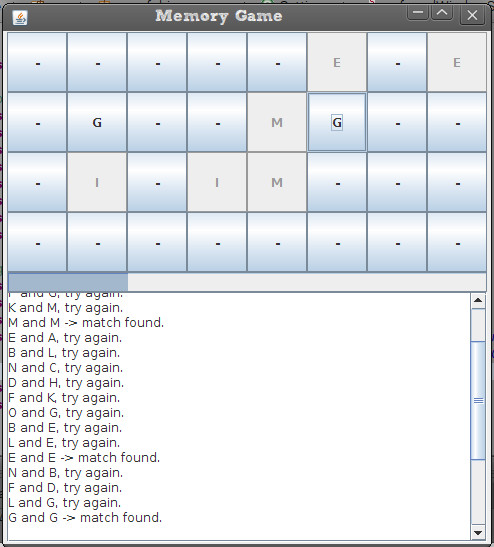 Memory Game
- - - - - E - E
- G - - M G - -
- I - I M - - -
- - - - - - - -
and G, try again.
K and M, try again.
M and M -> match found.
E and A, try again.
B and L, try again.
N and C, try again.
D and H, try again.
F and K, try again.
O and G, try again.
B and E, try again.
L and E, try again.
E and E -> match found.
N and B, try again.
F and D, try again.
L and G, try again.
G and G -> match found.